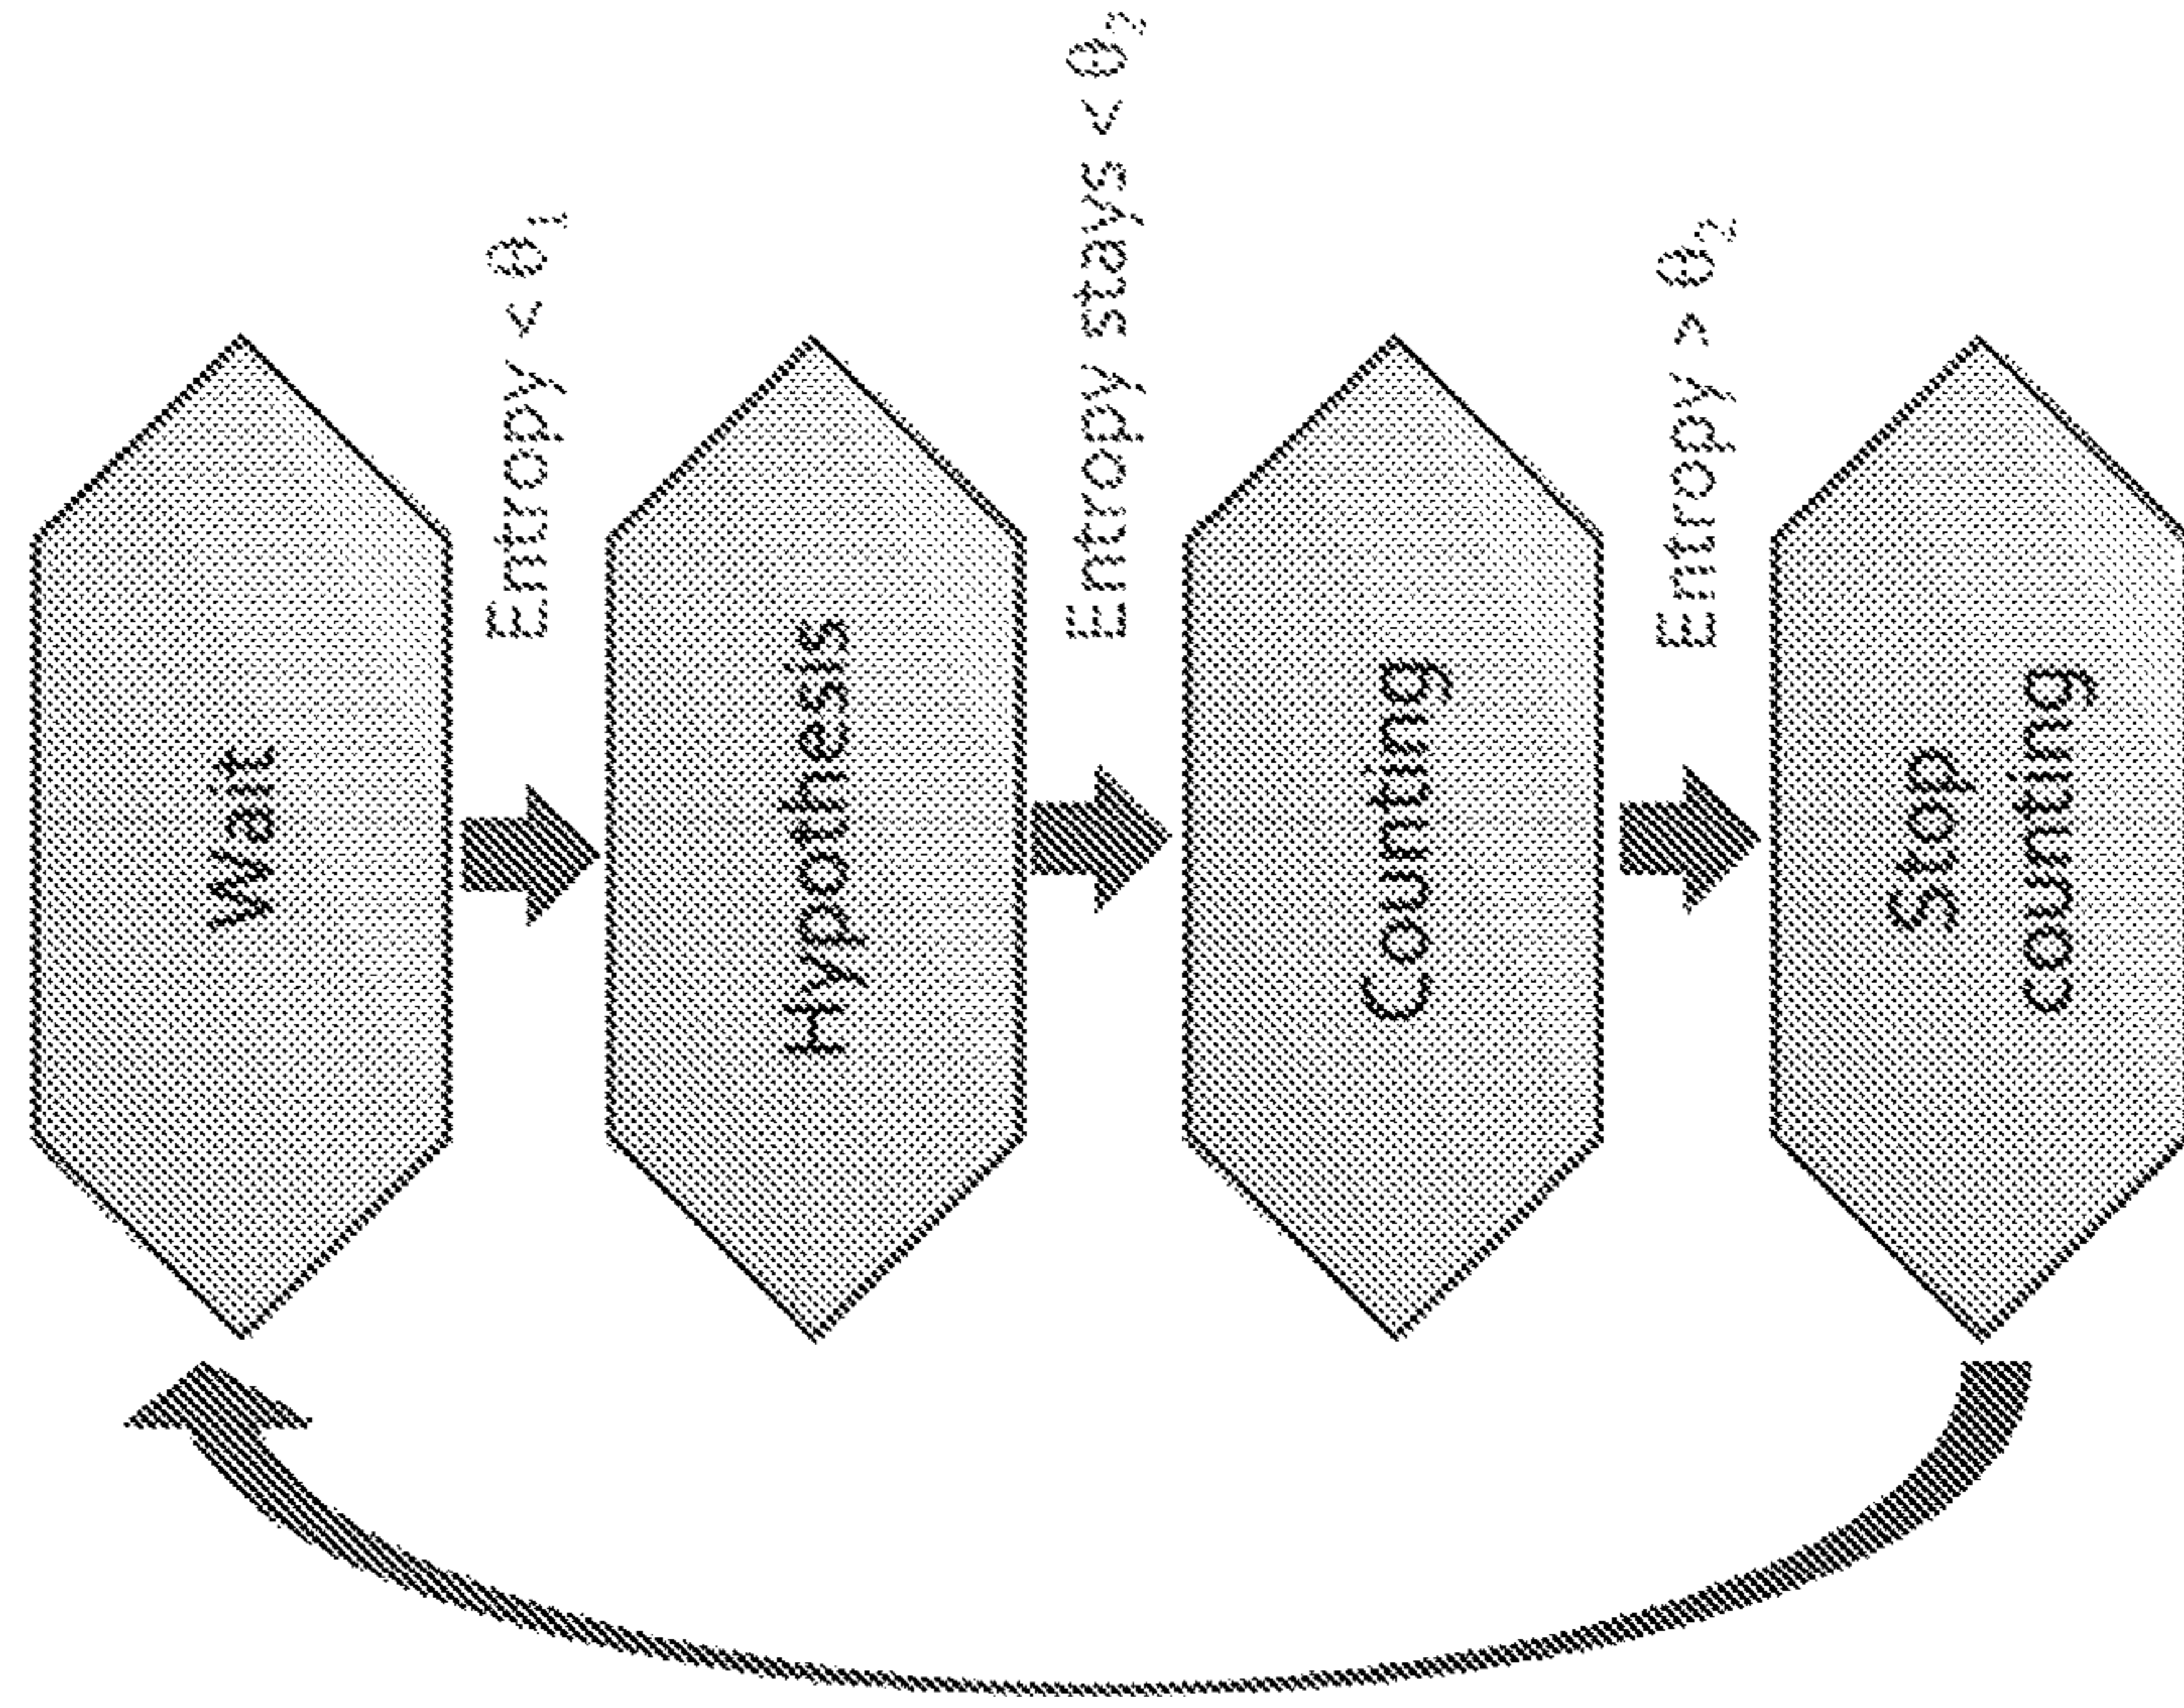 Wait
Entropy < θ₁
Hypothesis
Entropy stays < θ₂
Counting
Entropy > θ₂
Stop
counting